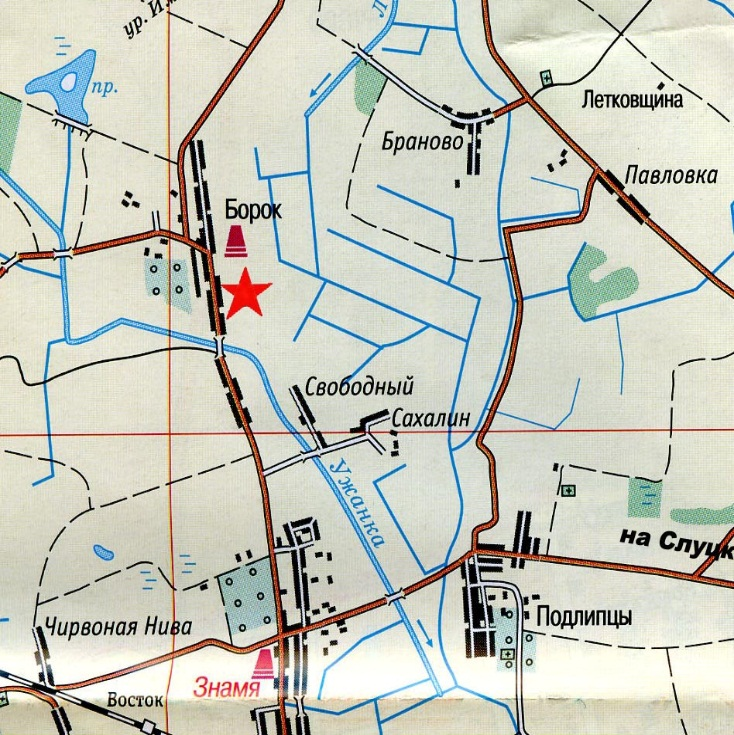 ур. И
Л
пр.
Летковщина
Браново
Павловка
Борок
Свободный
Сахалин
Ужанка
на Слуцк
Подлипцы
Чирвоная Нива
Знамя
Восток